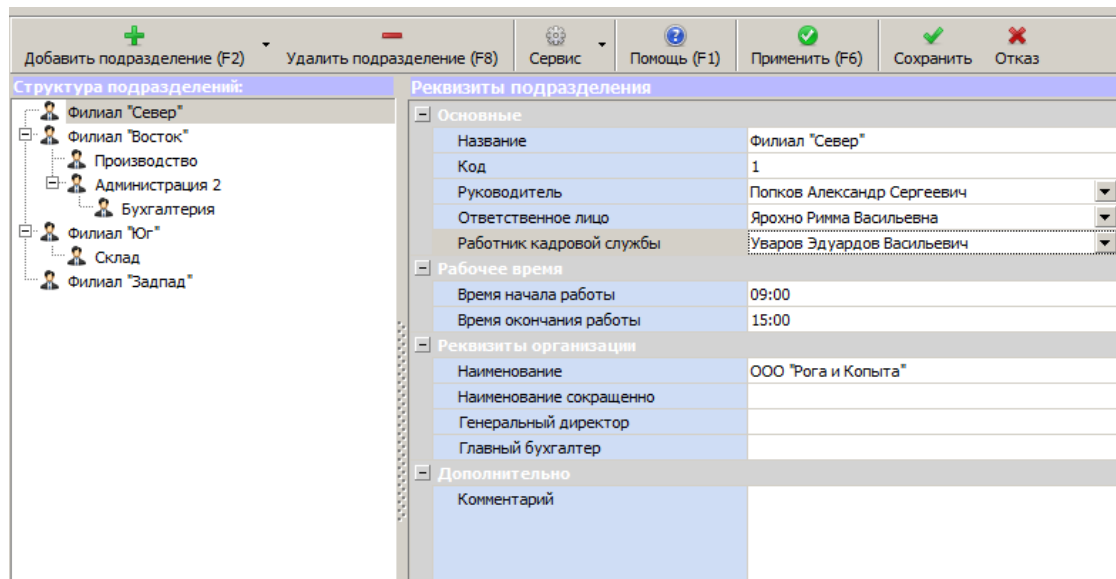 Добавить подразделение (F2) Удалить подразделение (F8) Сервис Помощь (F1) Применить (F6) Сохранить Отказ
Структура подразделений:
Филиал "Север"
Филиал "Восток"
Производство
Администрация 2
Бухгалтерия
Филиал "Юг"
Склад
Филиал "Задпад"
Реквизиты подразделения
Основные
Название Филиал "Север"
Код 1
Руководитель Попков Александр Сергеевич
Ответственное лицо Ярохно Римма Васильевна
Работник кадровой службы Уваров Эдуардов Васильевич
Рабочее время
Время начала работы 09:00
Время окончания работы 15:00
Реквизиты организации
Наименование ООО "Рога и Копыта"
Наименование сокращенно
Генеральный директор
Главный бухгалтер
Дополнительно
Комментарий